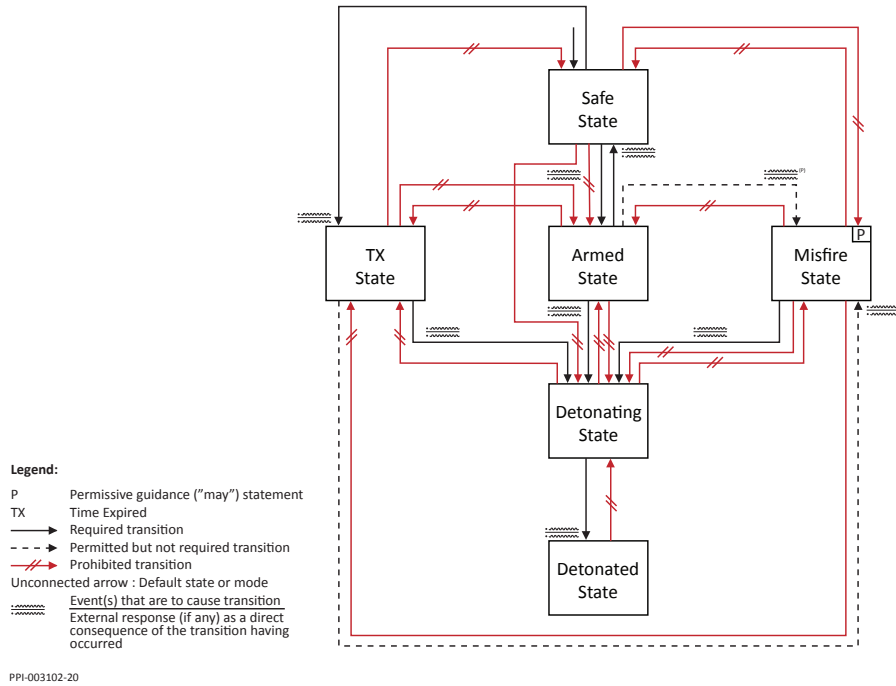 Safe
State
(P)
TX
State
Armed
State
P
Misfire
State
Detonating
State
Detonated
State
Legend:
P Permissive guidance ("may") statement
TX Time Expired
Required transition
Permitted but not required transition
Prohibited transition
Unconnected arrow : Default state or mode
Event(s) that are to cause transition
External response (if any) as a direct
consequence of the transition having
occurred
PPI-003102-20